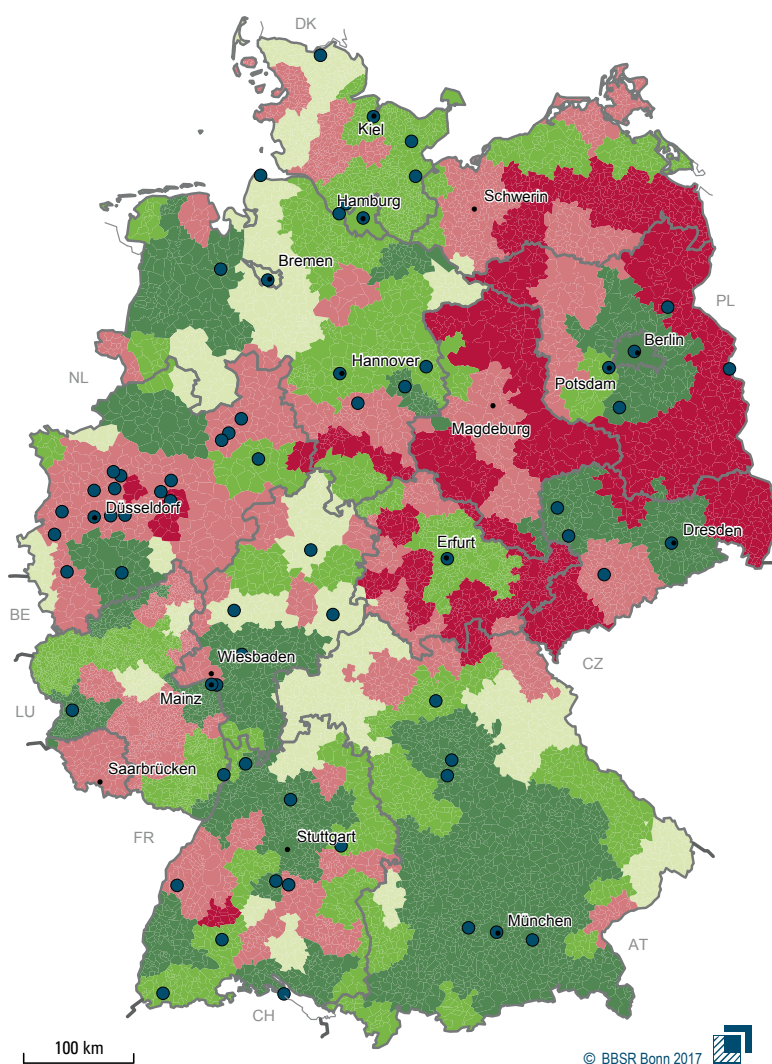 DK
Kiel
Schwerin
Hamburg
Bremen
PL
Berlin
NL
Hannover
Potsdam
Magdeburg
Düsseldorf
Dresden
Erfurt
BE
Wiesbaden
CZ
Mainz
LU
Saarbrücken
FR
Stuttgart
München
AT
CH
100 km
© BBSR Bonn 2017